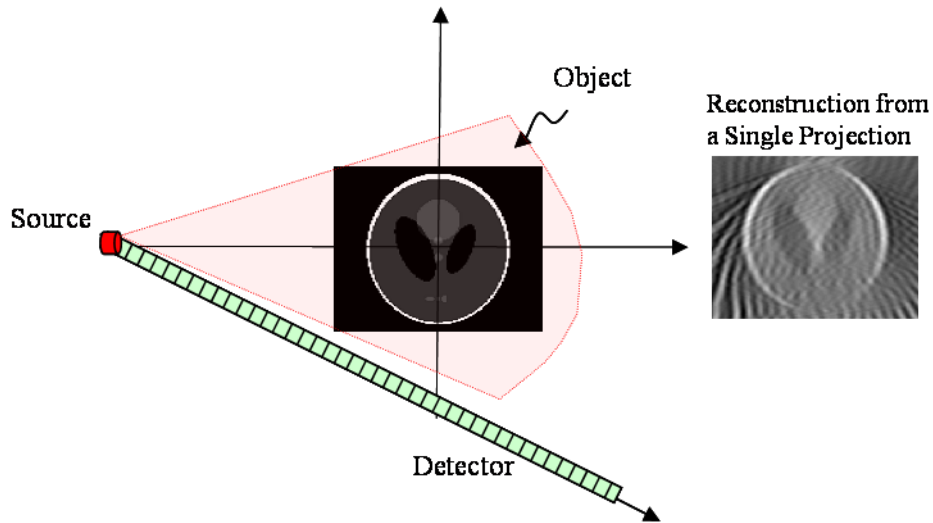 Object
Reconstruction from
a Single Projection
Source
Detector